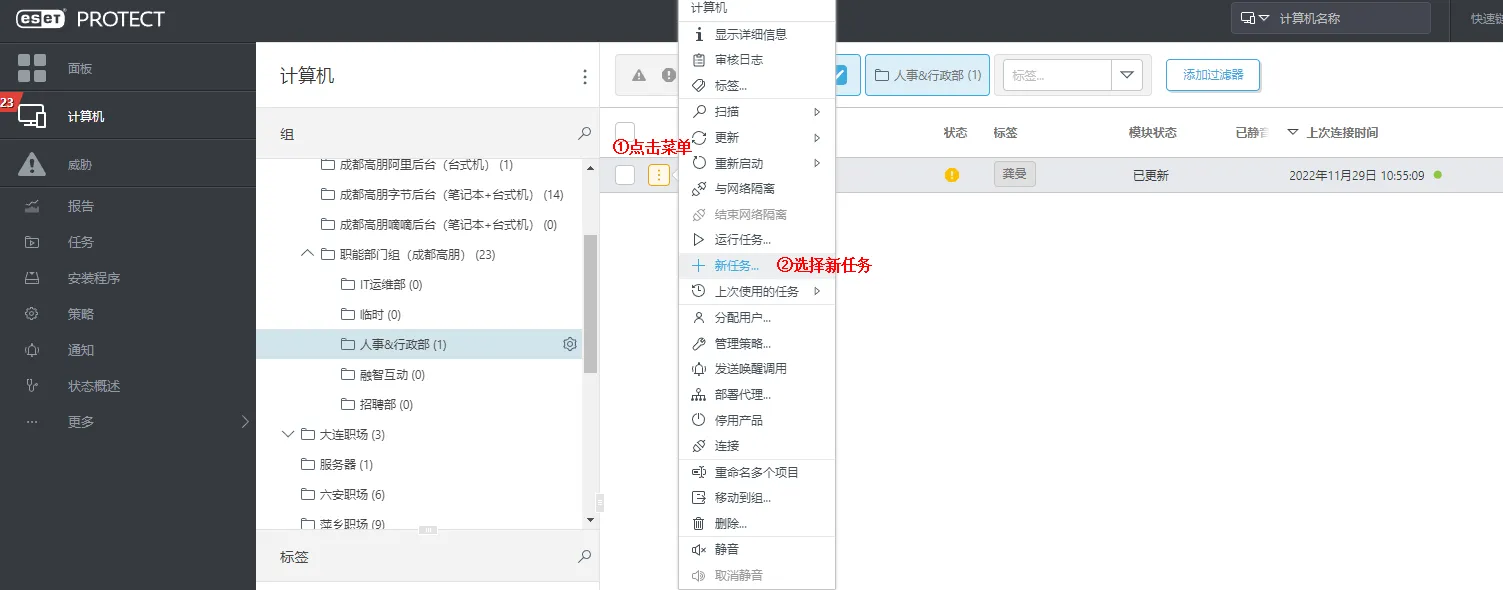 eset PROTECT
计算机名称
快速链
面板
23
计算机
威胁
报告
任务
安装程序
策略
通知
状态概述
更多
计算机
组
成都高朋阿里后台（台式机） (1)
成都高朋字节后台（笔记本+台式机） (14)
成都高朋嘀嘀后台（笔记本+台式机） (0)
职能部门组（成都高朋） (23)
IT运维部 (0)
临时 (0)
人事&行政部 (1)
融智互动 (0)
招聘部 (0)
大连职场 (3)
服务器 (1)
六安职场 (6)
萍乡职场 (9)
标签
①点击菜单
计算机
显示详细信息
审核日志
标签...
扫描
更新
重新启动
与网络隔离
结束网络隔离
运行任务...
新任务...
②选择新任务
上次使用的任务
分配用户...
管理策略...
发送唤醒调用
部署代理...
停用产品
连接
重命名多个项目
移动到组...
删除...
静音
取消静音
人事&行政部 (1)
标签...
添加过滤器
状态
标签
模块状态
已静音
上次连接时间
龚旻
已更新
2022年11月29日 10:55:09